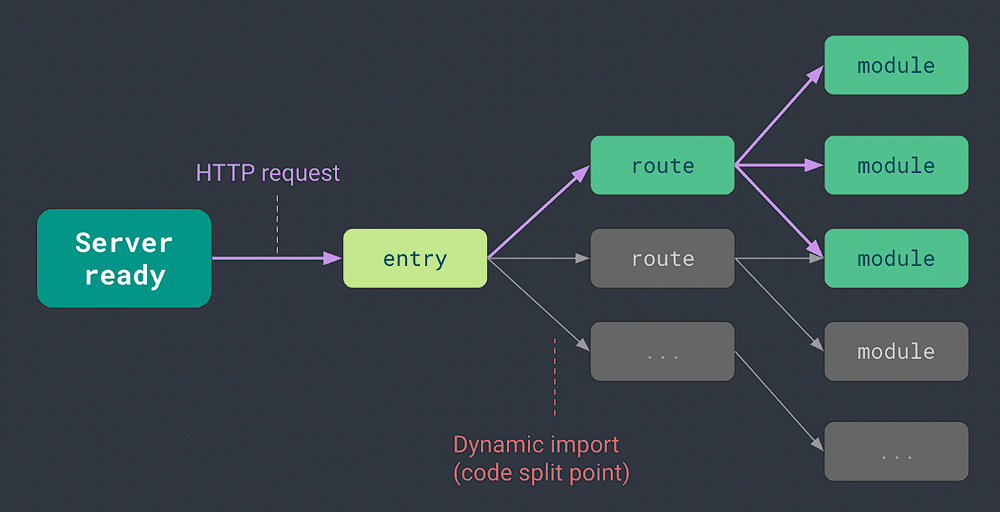 HTTP request
Server
ready
entry
route
route
...
module
module
module
module
...
Dynamic import
(code split point)